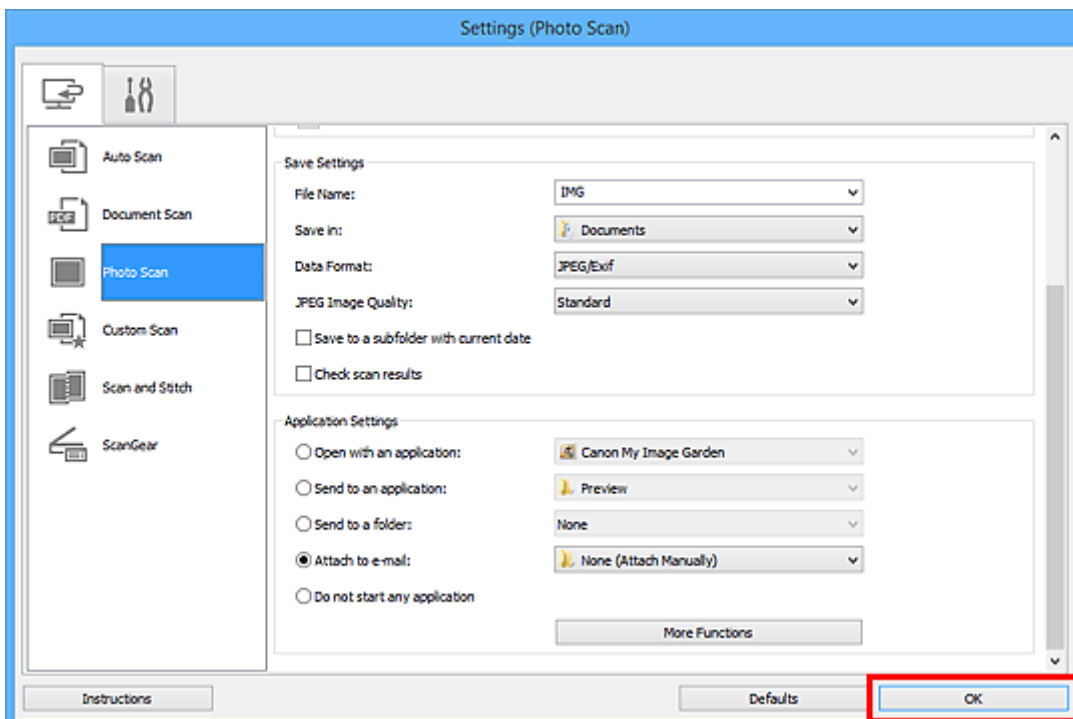 Settings (Photo Scan)
Auto Scan
PDF
Document Scan
Photo Scan
Custom Scan
Scan and Stitch
ScanGear
Save Settings
File Name: IMG
Save in: Documents
Data Format: JPEG/Exif
JPEG Image Quality: Standard
Save to a subfolder with current date
Check scan results
Application Settings
Open with an application: Canon My Image Garden
Send to an application: Preview
Send to a folder: None
Attach to e-mail: None (Attach Manually)
Do not start any application
More Functions
Instructions Defaults OK